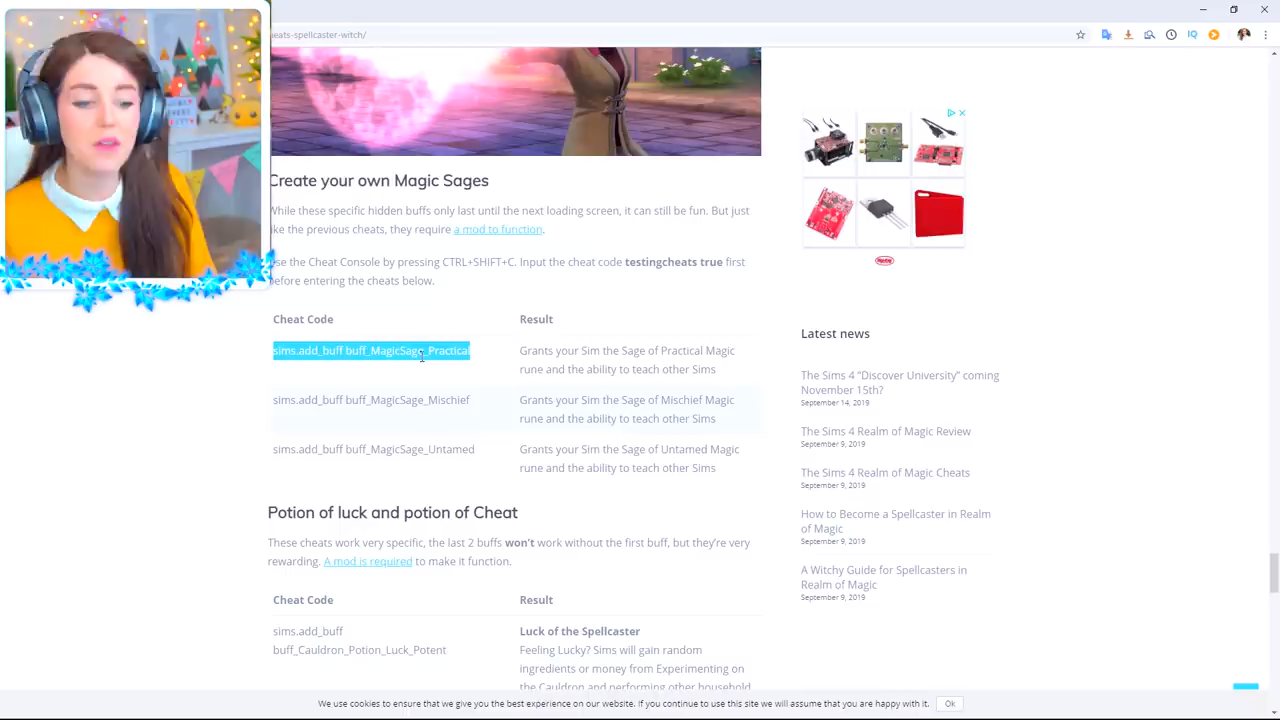 eats-spellcaster-witch/
IQ
Create your own Magic Sages
While these specific hidden buffs only last until the next loading screen, it can still be fun. But just
ke the previous cheats, they require a mod to function.
se the Cheat Console by pressing CTRL+SHIFT+C. Input the cheat code testingcheats true first
before entering the cheats below.
Cheat Code Result
sims.add_buff buff_MagicSage_Practical Grants your Sim the Sage of Practical Magic
rune and the ability to teach other Sims
sims.add_buff buff_MagicSage_Mischief Grants your Sim the Sage of Mischief Magic
rune and the ability to teach other Sims
sims.add_buff buff_MagicSage_Untamed Grants your Sim the Sage of Untamed Magic
rune and the ability to teach other Sims
Potion of luck and potion of Cheat
These cheats work very specific, the last 2 buffs won't work without the first buff, but they're very
rewarding. A mod is required to make it function.
Cheat Code Result
sims.add_buff Luck of the Spellcaster
buff_Cauldron_Potion_Luck_Potent Feeling Lucky? Sims will gain random
ingredients or money from Experimenting on
the Cauldron and performing other household
Latest news
The Sims 4 "Discover University" coming
November 15th?
September 14, 2019
The Sims 4 Realm of Magic Review
September 9, 2019
The Sims 4 Realm of Magic Cheats
September 9, 2019
How to Become a Spellcaster in Realm
of Magic
September 9, 2019
A Witchy Guide for Spellcasters in
Realm of Magic
September 9, 2019
We use cookies to ensure that we give you the best experience on our website. If you continue to use this site we will assume that you are happy with it. Ok